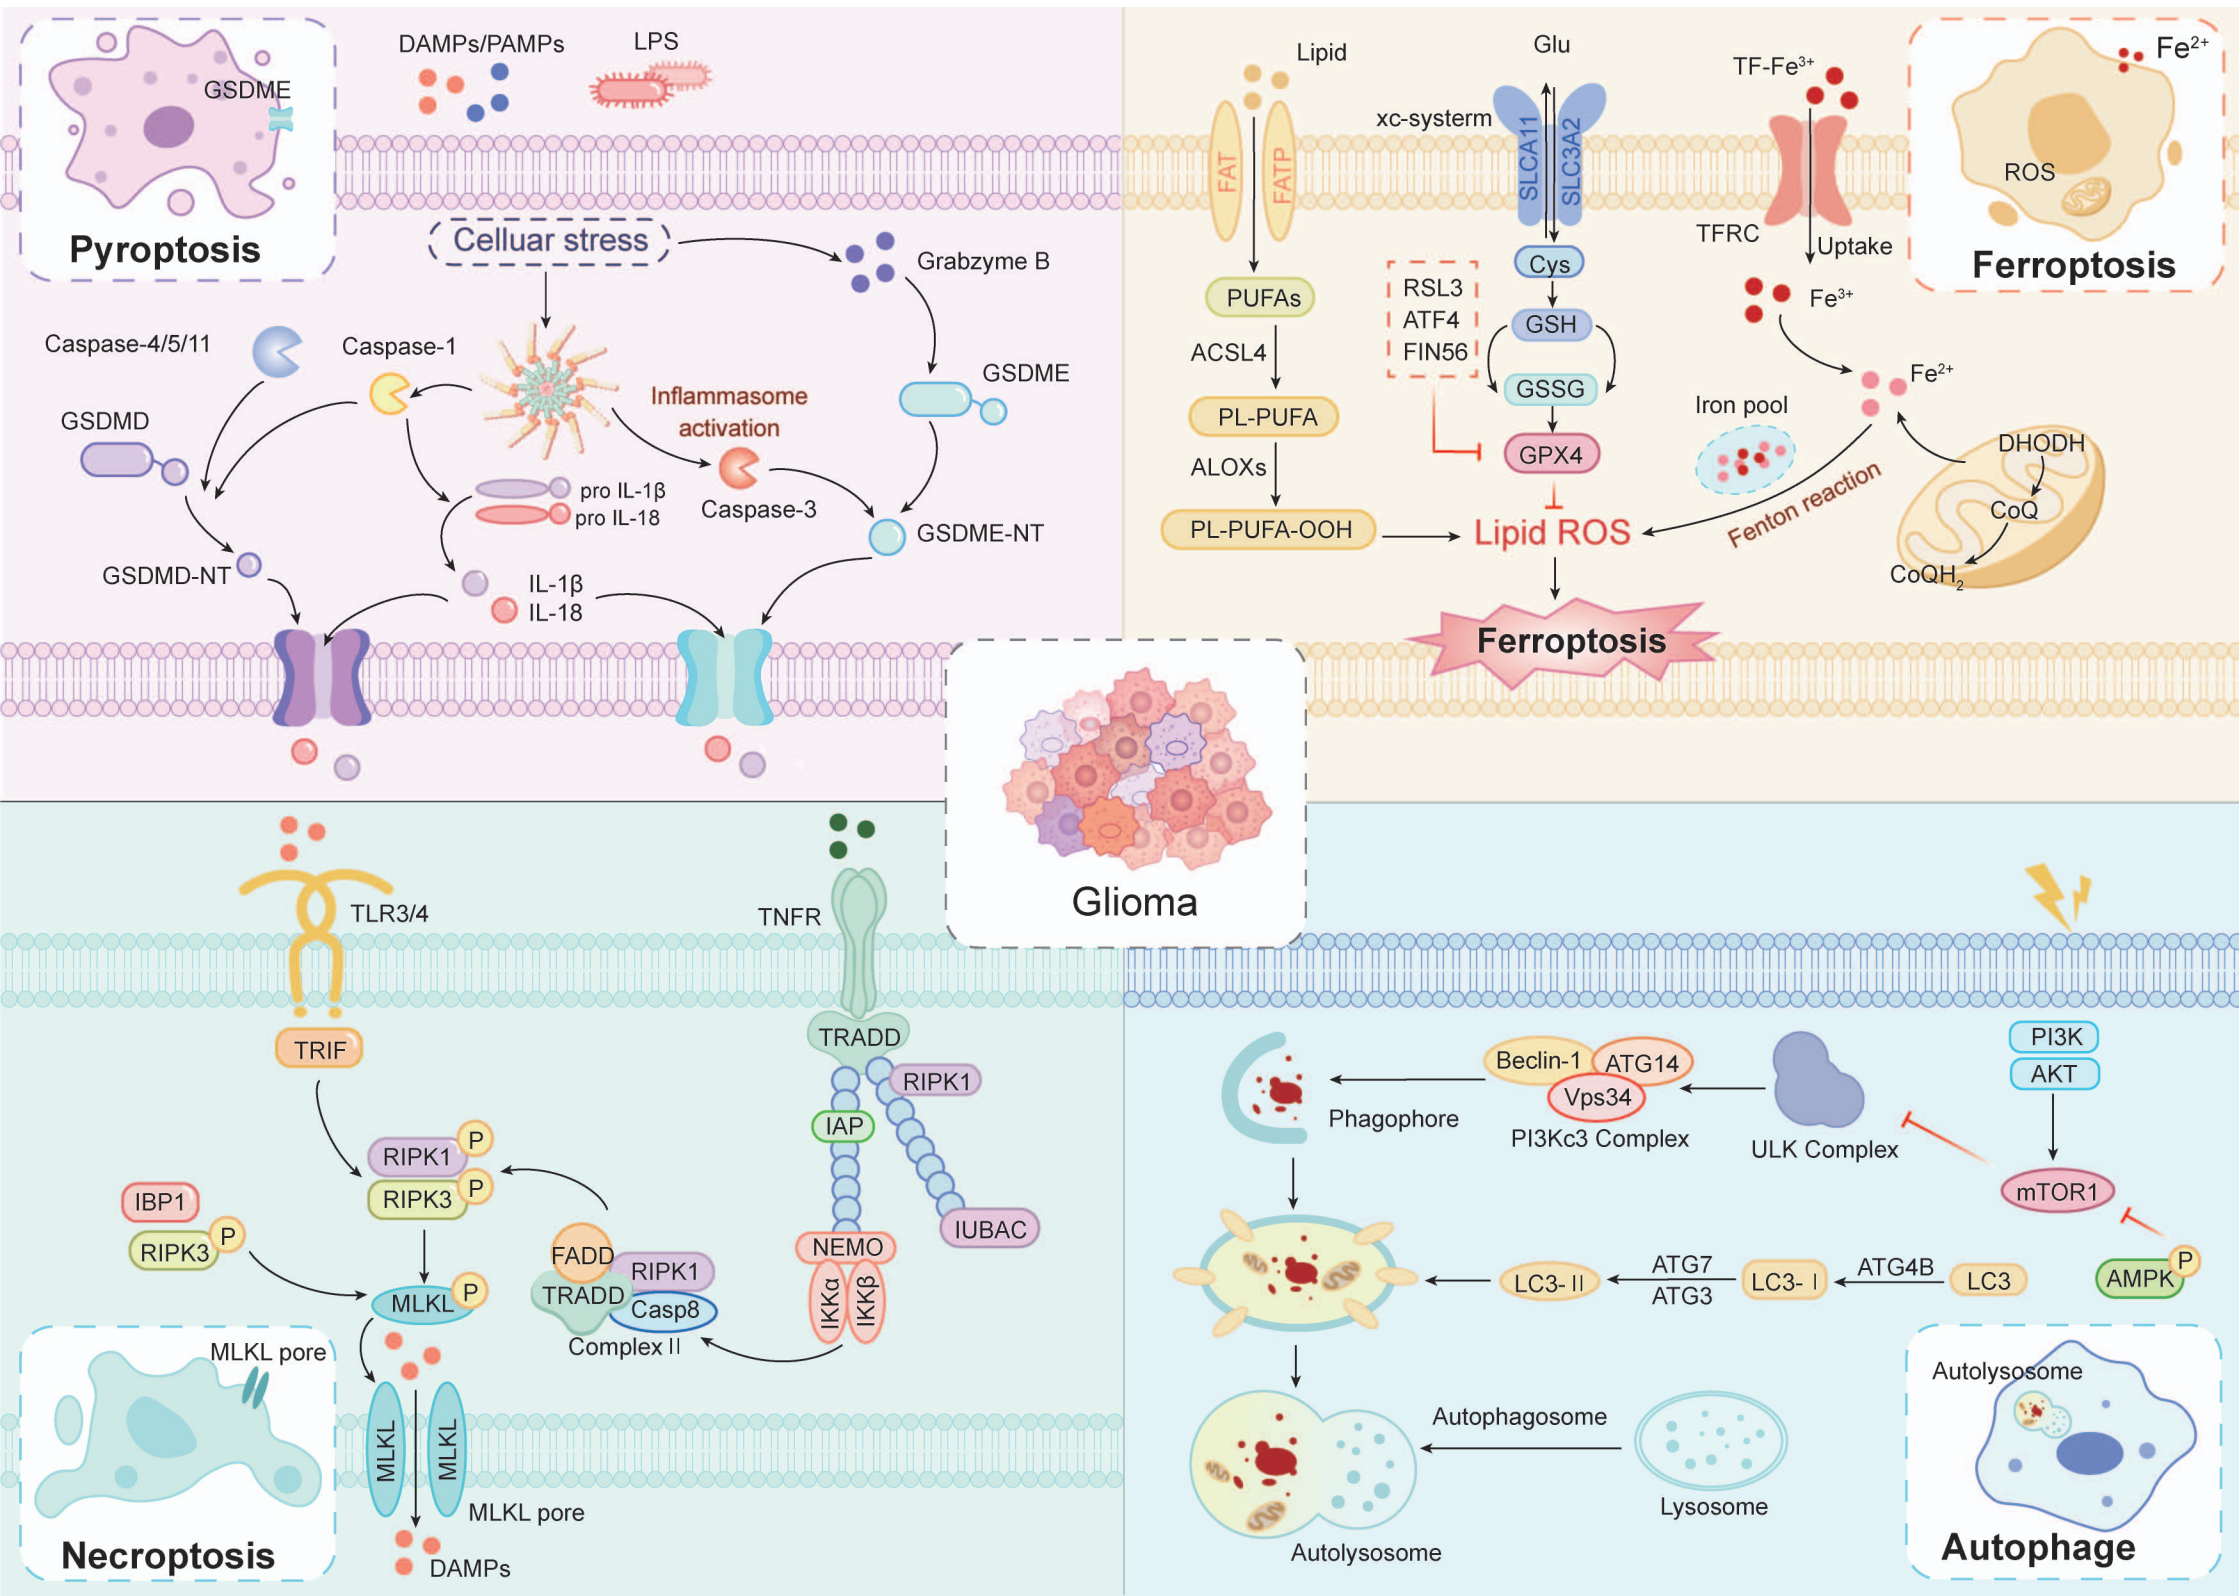 GSDME
Pyroptosis
DAMPs/PAMPs
LPS
Celluar stress
Grabzyme B
Caspase-4/5/11
Caspase-1
GSDME
Inflammasome
activation
GSDMD
pro IL-1β
pro IL-18
Caspase-3
GSDME-NT
GSDMD-NT
IL-1β
IL-18
Lipid
Glu
TF-Fe³⁺
Fe²⁺
ROS
Ferroptosis
xc-systerm
FAT
FATP
SLCA11
SLC3A2
TFRC
Uptake
Cys
PUFAs
RSL3
ATF4
FIN56
GSH
Fe³⁺
ACSL4
GSSG
Fe²⁺
PL-PUFA
Iron pool
GPX4
DHODH
ALOXs
CoQ
PL-PUFA-OOH
Lipid ROS
Fenton reaction
CoQH₂
Ferroptosis
Glioma
TLR3/4
TNFR
TRIF
TRADD
RIPK1
IAP
RIPK1
P
RIPK3
P
IBP1
RIPK3
P
IUBAC
NEMO
FADD
RIPK1
TRADD
Casp8
Complex II
IKKα
IKKβ
MLKL
P
MLKL pore
MLKL
MLKL
MLKL pore
DAMPs
Necroptosis
PI3K
AKT
Beclin-1
ATG14
Vps34
PI3Kc3 Complex
Phagophore
ULK Complex
mTOR1
P
AMPK
ATG7
ATG3
ATG4B
LC3-II
LC3-I
LC3
Autophagosome
Lysosome
Autolysosome
Autolysosome
Autophage